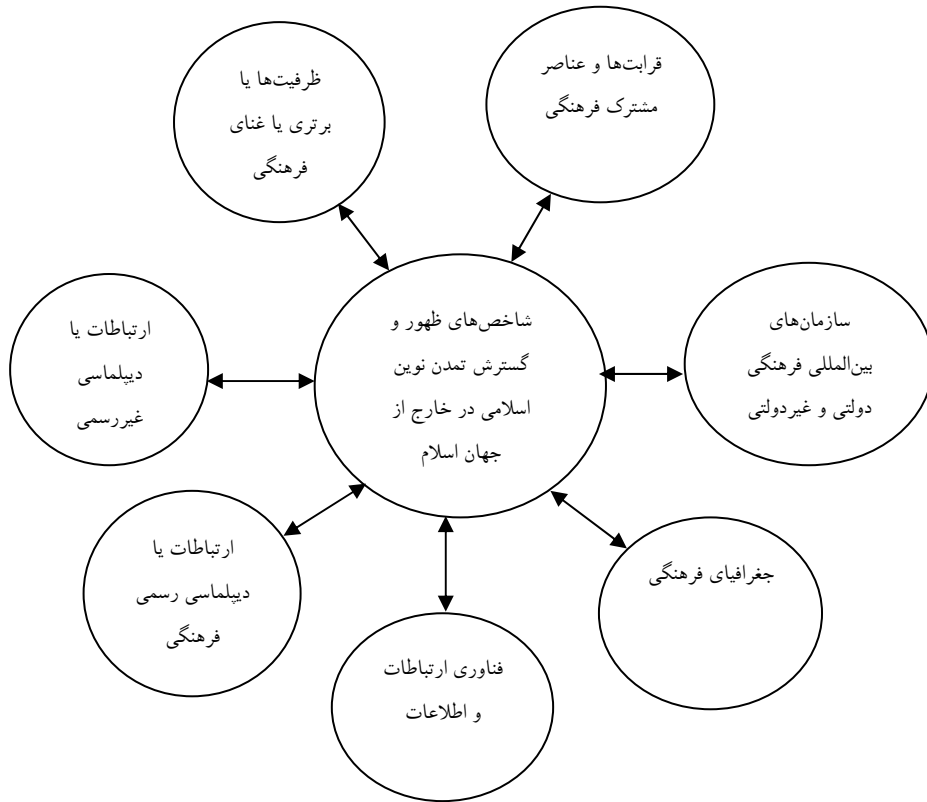 قرابت‌ها و عناصر
مشترک فرهنگی
ظرفیت‌ها یا
برتری یا غنای
فرهنگی
شاخص‌های ظهور و
گسترش تمدن نوین
اسلامی در خارج از
جهان اسلام
سازمان‌های
بین‌المللی فرهنگی
دولتی و غیردولتی
ارتباطات یا
دیپلماسی
غیررسمی
ارتباطات یا
دیپلماسی رسمی
فرهنگی
جغرافیای فرهنگی
فناوری ارتباطات
و اطلاعات